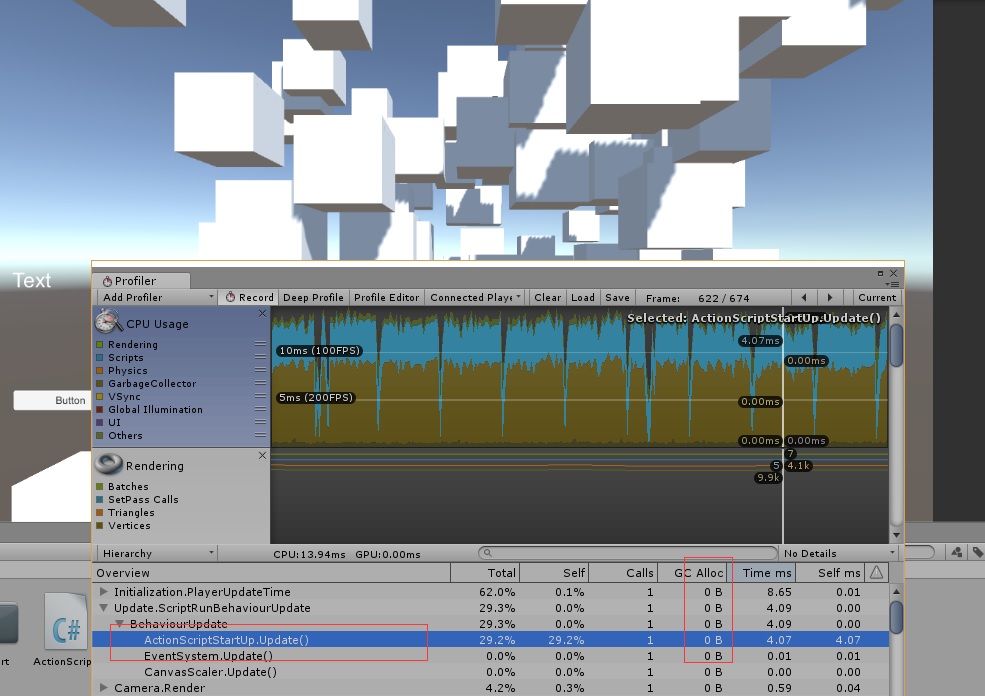 Text
Button
Profiler
Add Profiler Record Deep Profile Profile Editor Connected Playe Clear Load Save Frame: 622 / 674 Current
CPU Usage
Rendering
Scripts
Physics
GarbageCollector
VSync
Global Illumination
UI
Others
Selected: ActionScriptStartUp.Update()
10ms (100FPS)
5ms (200FPS)
4.07ms
0.00ms
0.00ms
0.00ms 0.00ms
Rendering
Batches
SetPass Calls
Triangles
Vertices
7
5 4.1k
9.9k
Hierarchy CPU:13.94ms GPU:0.00ms No Details
Overview Total Self Calls GC Alloc Time ms Self ms
Initialization.PlayerUpdateTime 62.0% 0.1% 1 0 B 8.65 0.01
Update.ScriptRunBehaviourUpdate 29.3% 0.0% 1 0 B 4.09 0.00
BehaviourUpdate 29.3% 0.0% 1 0 B 4.09 0.00
ActionScriptStartUp.Update() 29.2% 29.2% 1 0 B 4.07 4.07
EventSystem.Update() 0.0% 0.0% 1 0 B 0.01 0.01
CanvasScaler.Update() 0.0% 0.0% 1 0 B 0.00 0.00
Camera.Render 4.2% 0.3% 1 0 B 0.59 0.04
C#
rt
ActionScrip